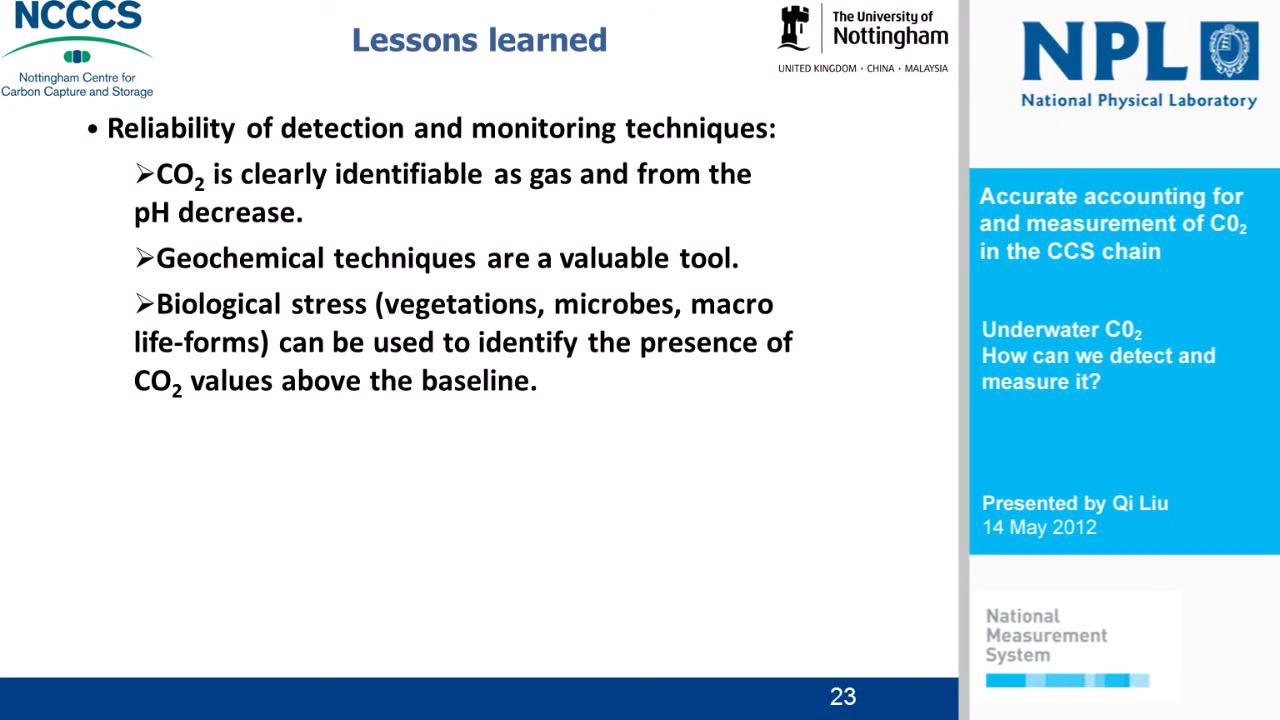 NCCCS
Nottingham Centre for
Carbon Capture and Storage
Lessons learned
The University of
Nottingham
UNITED KINGDOM · CHINA · MALAYSIA
• Reliability of detection and monitoring techniques:
➢CO₂ is clearly identifiable as gas and from the
pH decrease.
➢Geochemical techniques are a valuable tool.
➢Biological stress (vegetations, microbes, macro
life-forms) can be used to identify the presence of
CO₂ values above the baseline.
23
NPL
National Physical Laboratory
Accurate accounting for
and measurement of C0₂
in the CCS chain
Underwater C0₂
How can we detect and
measure it?
Presented by Qi Liu
14 May 2012
National
Measurement
System